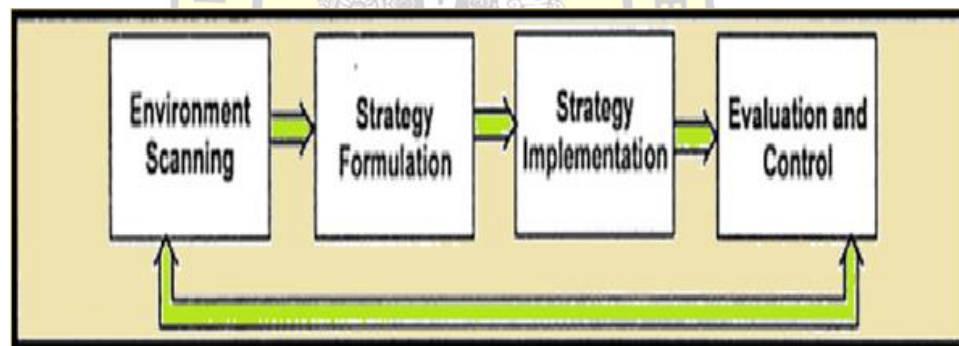 Environment
Scanning
Strategy
Formulation
Strategy
Implementation
Evaluation and
Control